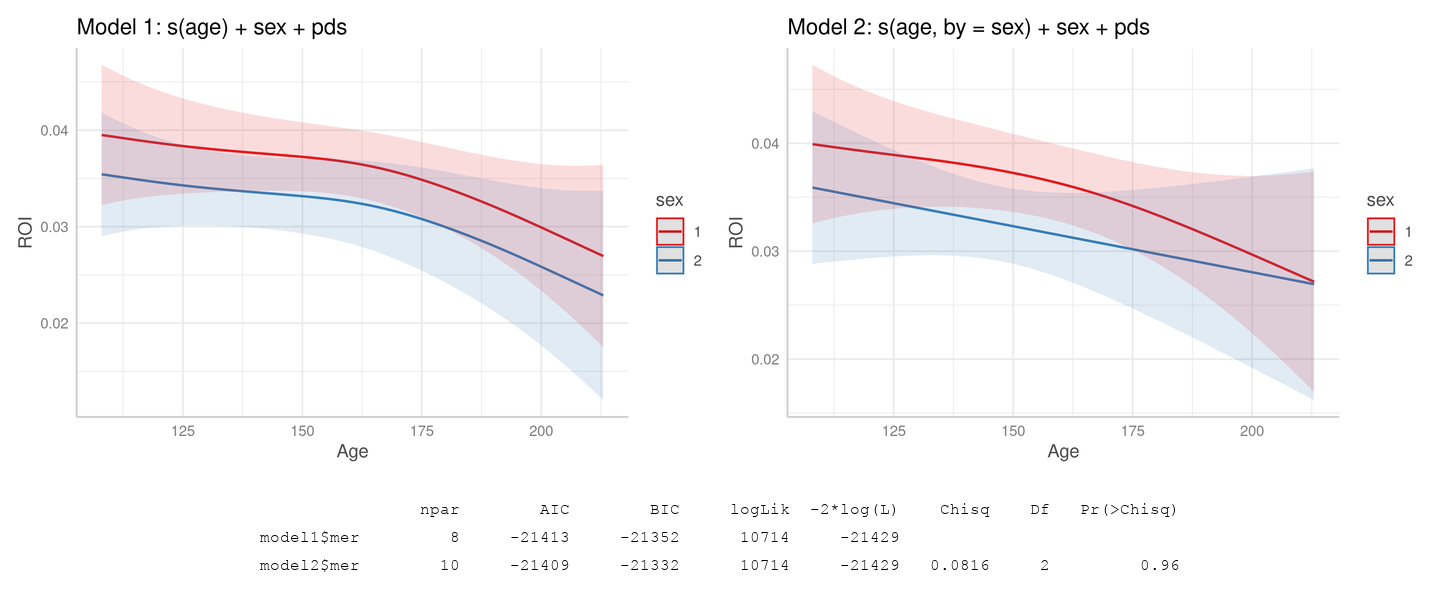 Model 1: s(age) + sex + pds
0.04
0.03
0.02
ROI
125 150 175 200
Age
sex
1
2
Model 2: s(age, by = sex) + sex + pds
0.04
0.03
0.02
ROI
125 150 175 200
Age
sex
1
2
npar AIC BIC logLik -2*log(L) Chisq Df Pr(>Chisq)
model1$mer 8 -21413 -21352 10714 -21429
model2$mer 10 -21409 -21332 10714 -21429 0.0816 2 0.96